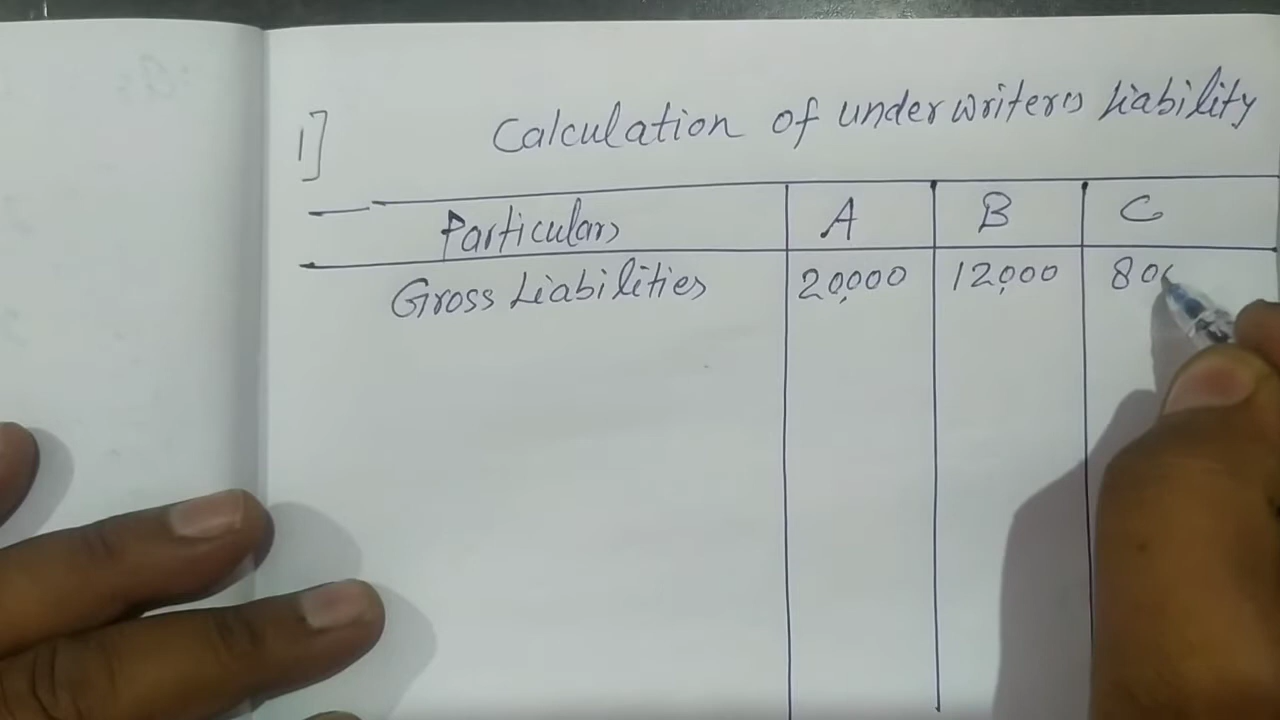 1] Calculation of underwriters Liability
Particulars A B C
Gross Liabilities 20,000 12,000 80